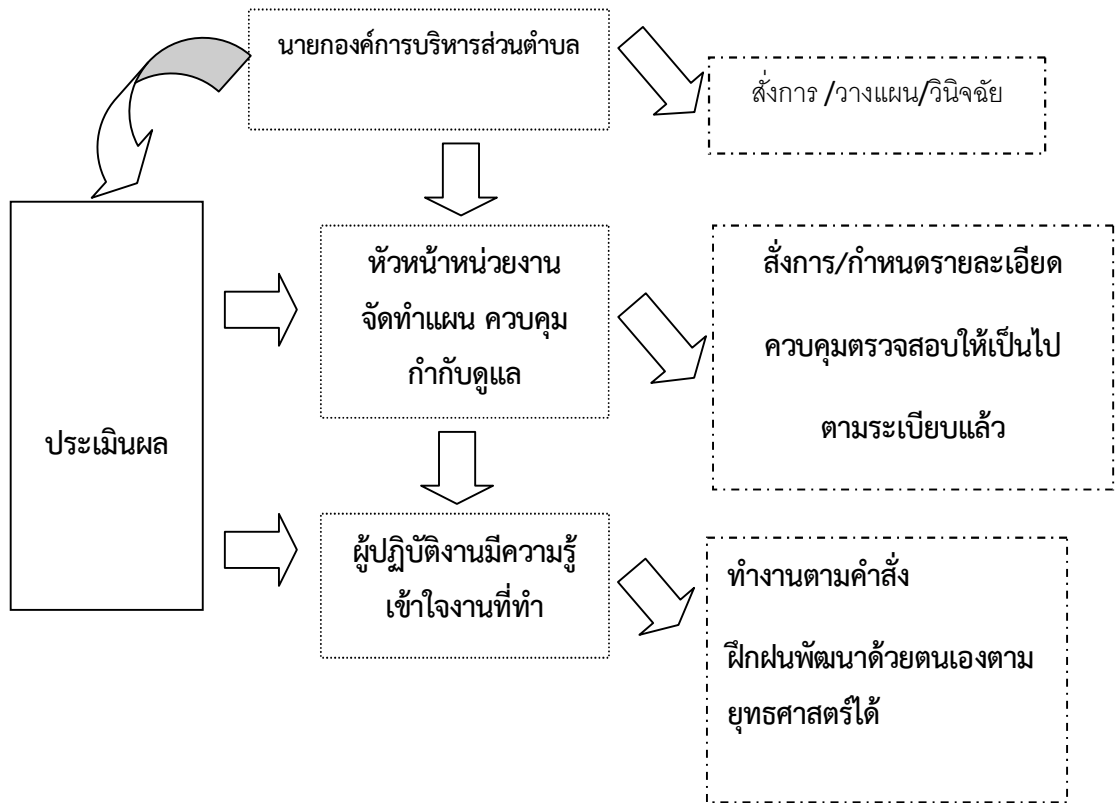 นายกองค์การบริหารส่วนตำบล
สั่งการ /วางแผน/วินิจฉัย
หัวหน้าหน่วยงาน
จัดทำแผน ควบคุม
กำกับดูแล
สั่งการ/กำหนดรายละเอียด
ควบคุมตรวจสอบให้เป็นไป
ตามระเบียบแล้ว
ประเมินผล
ผู้ปฏิบัติงานมีความรู้
เข้าใจงานที่ทำ
ทำงานตามคำสั่ง
ฝึกฝนพัฒนาด้วยตนเองตาม
ยุทธศาสตร์ได้